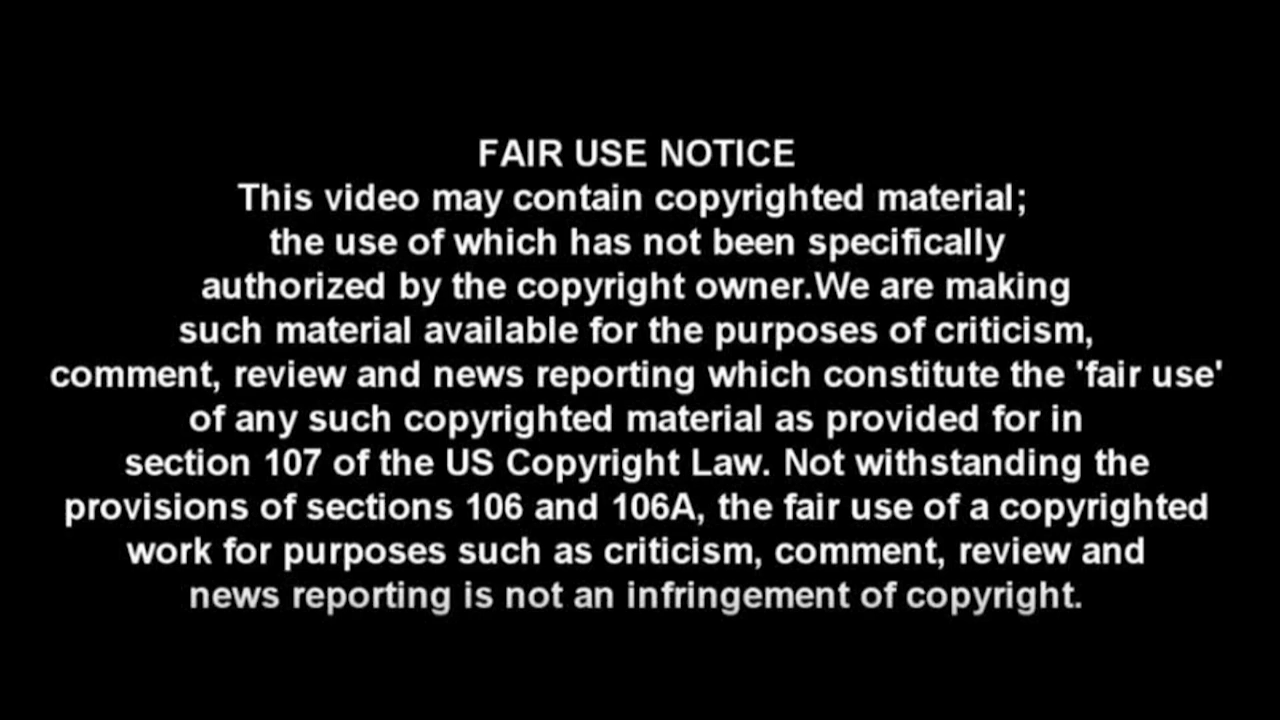 FAIR USE NOTICE
This video may contain copyrighted material;
the use of which has not been specifically
authorized by the copyright owner.We are making
such material available for the purposes of criticism,
comment, review and news reporting which constitute the 'fair use'
of any such copyrighted material as provided for in
section 107 of the US Copyright Law. Not withstanding the
provisions of sections 106 and 106A, the fair use of a copyrighted
work for purposes such as criticism, comment, review and
news reporting is not an infringement of copyright.